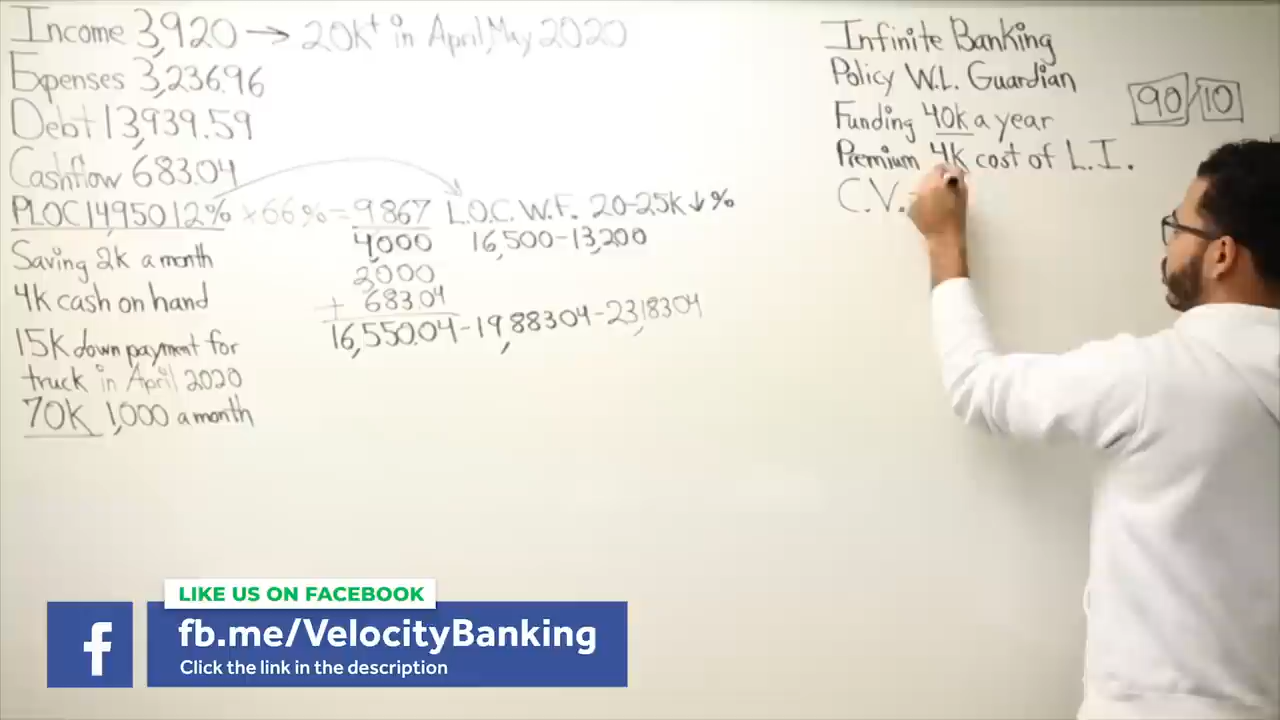 Income 3,920 → 20K+ in April, May 2020
Expenses 3,236.96
Debt 13,939.59
Cashflow 683.04
PLOC 14,950 12% × 66% = 9867 L.O.C. W.F. 20-25K ↓ %
4,000 16,500 - 13,200
Saving 2K a month
2000
4K cash on hand
+ 683.04
16,550.04 - 19,883.04 - 23,183.04
15K down payment for
truck in April 2020
70K 1,000 a month
Infinite Banking
Policy W.L. Guardian
90/10
Funding 40K a year
Premium 4K cost of L.I.
C.V.
LIKE US ON FACEBOOK
f
fb.me/VelocityBanking
Click the link in the description